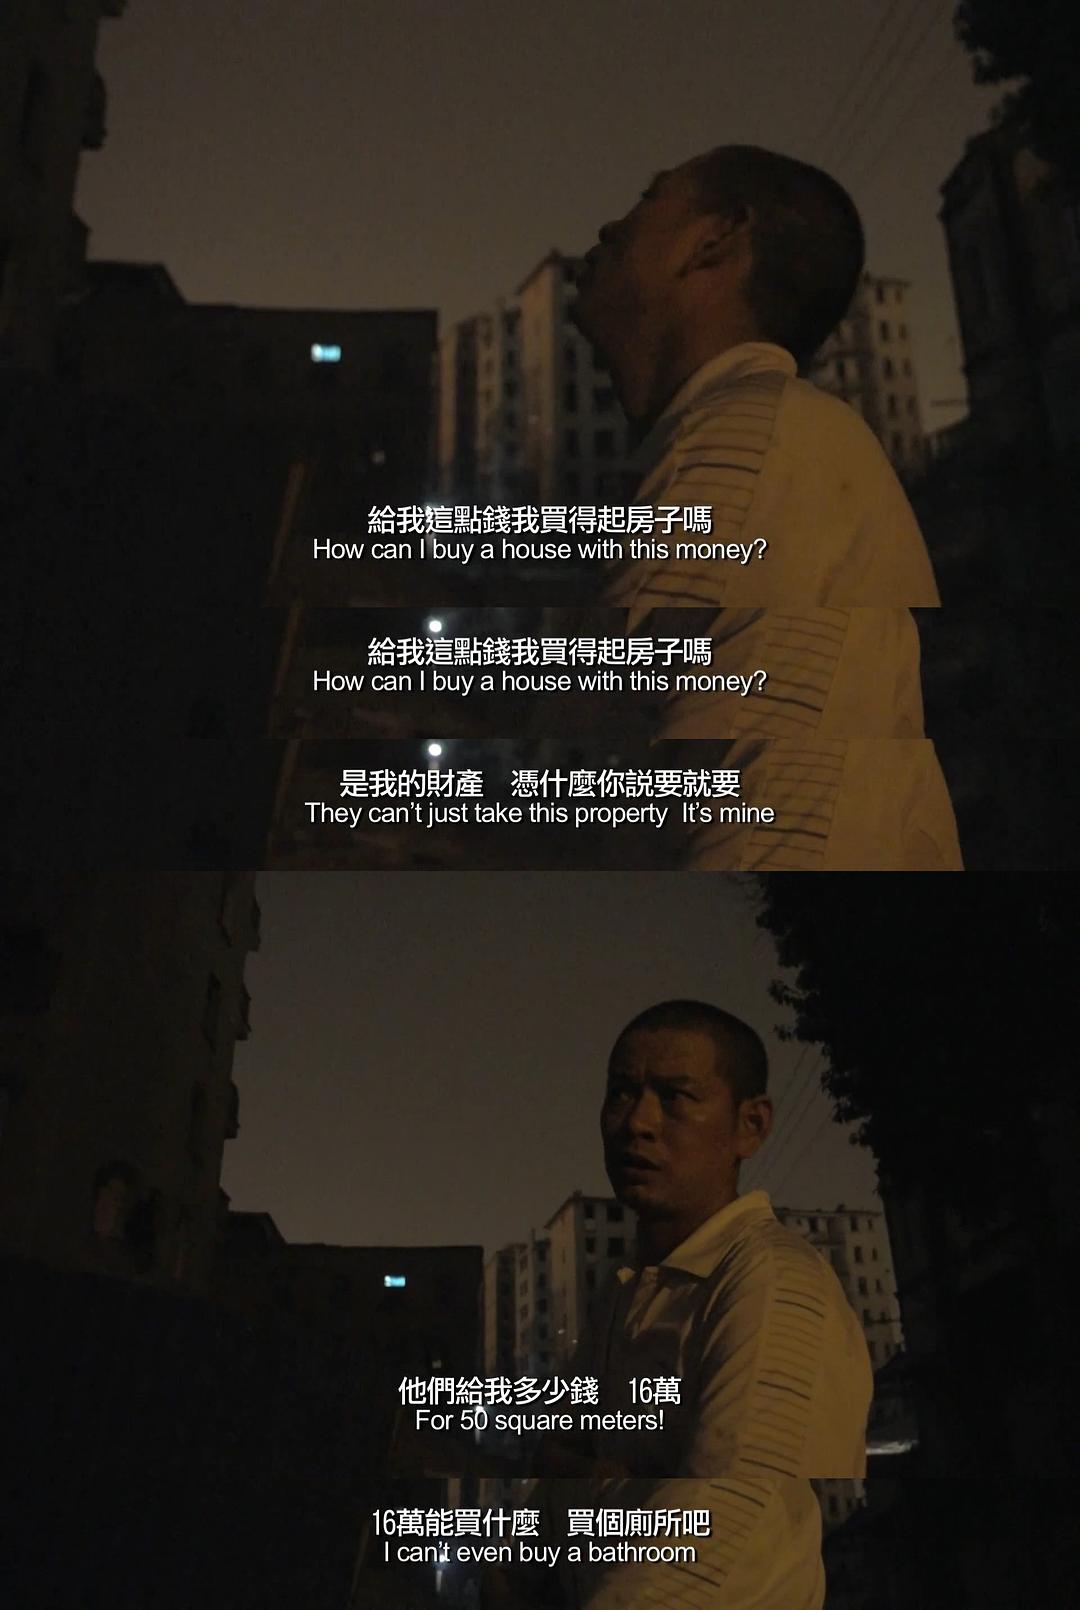 給我這點錢我買得起房子嗎
How can I buy a house with this money?
給我這點錢我買得起房子嗎
How can I buy a house with this money?
是我的財產　憑什麼你説要就要
They can't just take this property  It's mine
他們給我多少錢　16萬
For 50 square meters!
16萬能買什麼　買個廁所吧
I can't even buy a bathroom